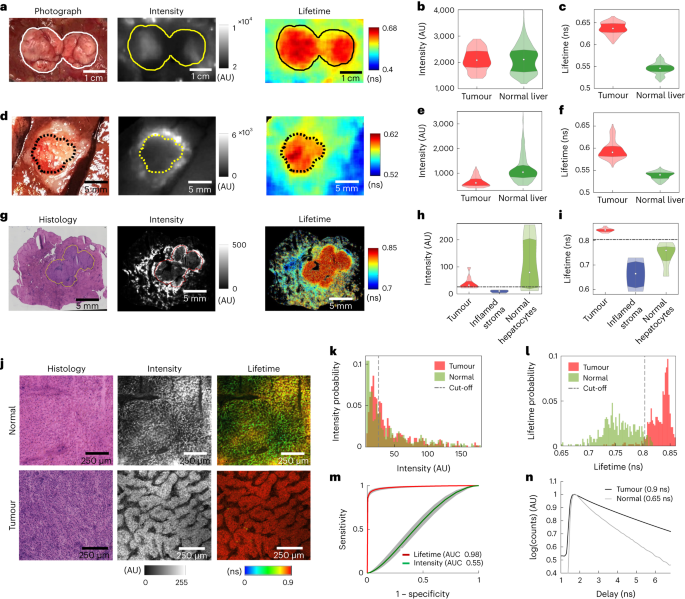 a Photograph Intensity Lifetime
1 × 10⁴
2
(AU)
0.68
0.4
(ns)
1 cm 1 cm 1 cm
b
Intensity (AU)
4,000
3,000
2,000
1,000
Tumour Normal liver
c
Lifetime (ns)
0.65
0.60
0.55
0.50
Tumour Normal liver
d
6 ×10³
0
(AU)
0.62
0.52
(ns)
5 mm 5 mm 5 mm
e
Intensity (AU)
3,000
2,000
1,000
Tumour Normal liver
f
Lifetime (ns)
0.65
0.60
0.55
0.50
Tumour Normal liver
g Histology Intensity Lifetime
500
0
(AU)
0.85
0.7
(ns)
5 mm 5 mm 5 mm
h
Intensity (AU)
200
100
0
Tumour
Inflamed stroma
Normal hepatocytes
i
Lifetime (ns)
0.8
0.7
0.6
Tumour
Inflamed stroma
Normal hepatocytes
j Histology Intensity Lifetime
Normal
250 µm 250 µm 250 µm
Tumour
250 µm 250 µm 250 µm
(AU)
0 255
(ns)
0 0.9
k
Intensity probability
Tumour
Normal
Cut-off
50 100 150
Intensity (AU)
l
Lifetime probability
Tumour
Normal
Cut-off
0.65 0.70 0.75 0.80 0.85
Lifetime (ns)
m
Sensitivity
1
0.5
0
0 0.5 1
Lifetime (AUC 0.98)
Intensity (AUC 0.55)
1 − specificity
n
log(counts) (AU)
1.1
1.0
0.9
0.8
0.7
0.6
0.5
0.4
Tumour (0.9 ns)
Normal (0.65 ns)
1 2 3 4 5 6
Delay (ns)